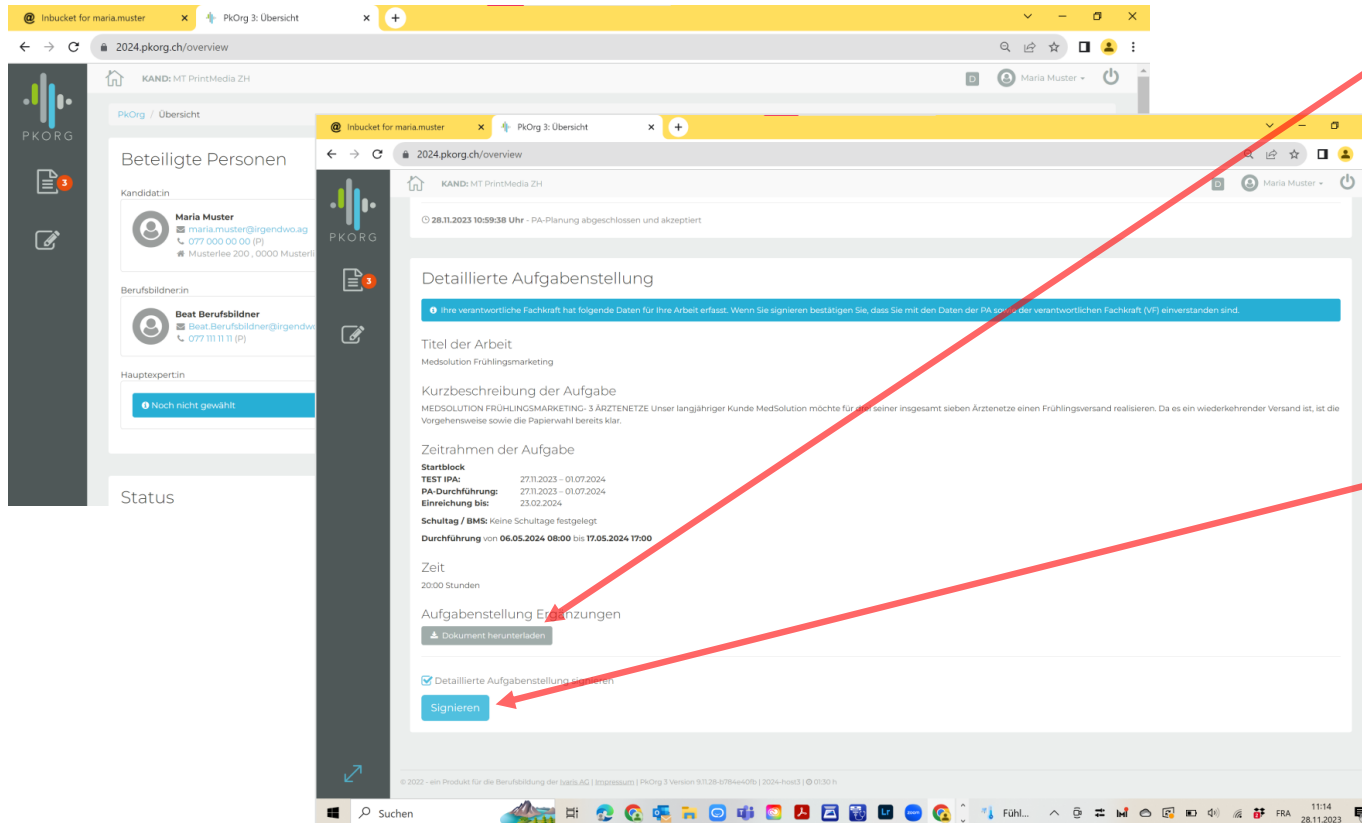 Inbucket for maria.muster
PkOrg 3: Übersicht
2024.pkorg.ch/overview
PKORG
3
KAND: MT PrintMedia ZH
D
Maria Muster
PkOrg / Übersicht
Beteiligte Personen
Kandidat:in
Maria Muster
maria.muster@irgendwo.ag
077 000 00 00 (P)
Musterlee 200 , 0000 Musterli
Berufsbildner:in
Beat Berufsbildner
Beat.Berufsbildner@irgendwo
077 111 11 11 (P)
Hauptexpert:in
Noch nicht gewählt
Status
Inbucket for maria.muster
PkOrg 3: Übersicht
2024.pkorg.ch/overview
PKORG
3
KAND: MT PrintMedia ZH
D
Maria Muster
28.11.2023 10:59:38 Uhr - PA-Planung abgeschlossen und akzeptiert
Detaillierte Aufgabenstellung
Ihre verantwortliche Fachkraft hat folgende Daten für Ihre Arbeit erfasst. Wenn Sie signieren bestätigen Sie, dass Sie mit den Daten der PA sowie der verantwortlichen Fachkraft (VF) einverstanden sind.
Titel der Arbeit
Medsolution Frühlingsmarketing
Kurzbeschreibung der Aufgabe
MEDSOLUTION FRÜHLINGSMARKETING- 3 ÄRZTENETZE Unser langjähriger Kunde MedSolution möchte für drei seiner insgesamt sieben Ärztenetze einen Frühlingsversand realisieren. Da es ein wiederkehrender Versand ist, ist die
Vorgehensweise sowie die Papierwahl bereits klar.
Zeitrahmen der Aufgabe
Startblock
TEST IPA: 27.11.2023 – 01.07.2024
PA-Durchführung: 27.11.2023 – 01.07.2024
Einreichung bis: 23.02.2024
Schultag / BMS: Keine Schultage festgelegt
Durchführung von 06.05.2024 08:00 bis 17.05.2024 17:00
Zeit
20:00 Stunden
Aufgabenstellung Ergänzungen
Dokument herunterladen
Detaillierte Aufgabenstellung signieren
Signieren
© 2022 - ein Produkt für die Berufsbildung der Ivaris AG | Impressum | PkOrg 3 Version 9.11.28-b784e40fb | 2024-host3 | 01:30 h
Suchen
Fühl...
FRA
11:14
28.11.2023